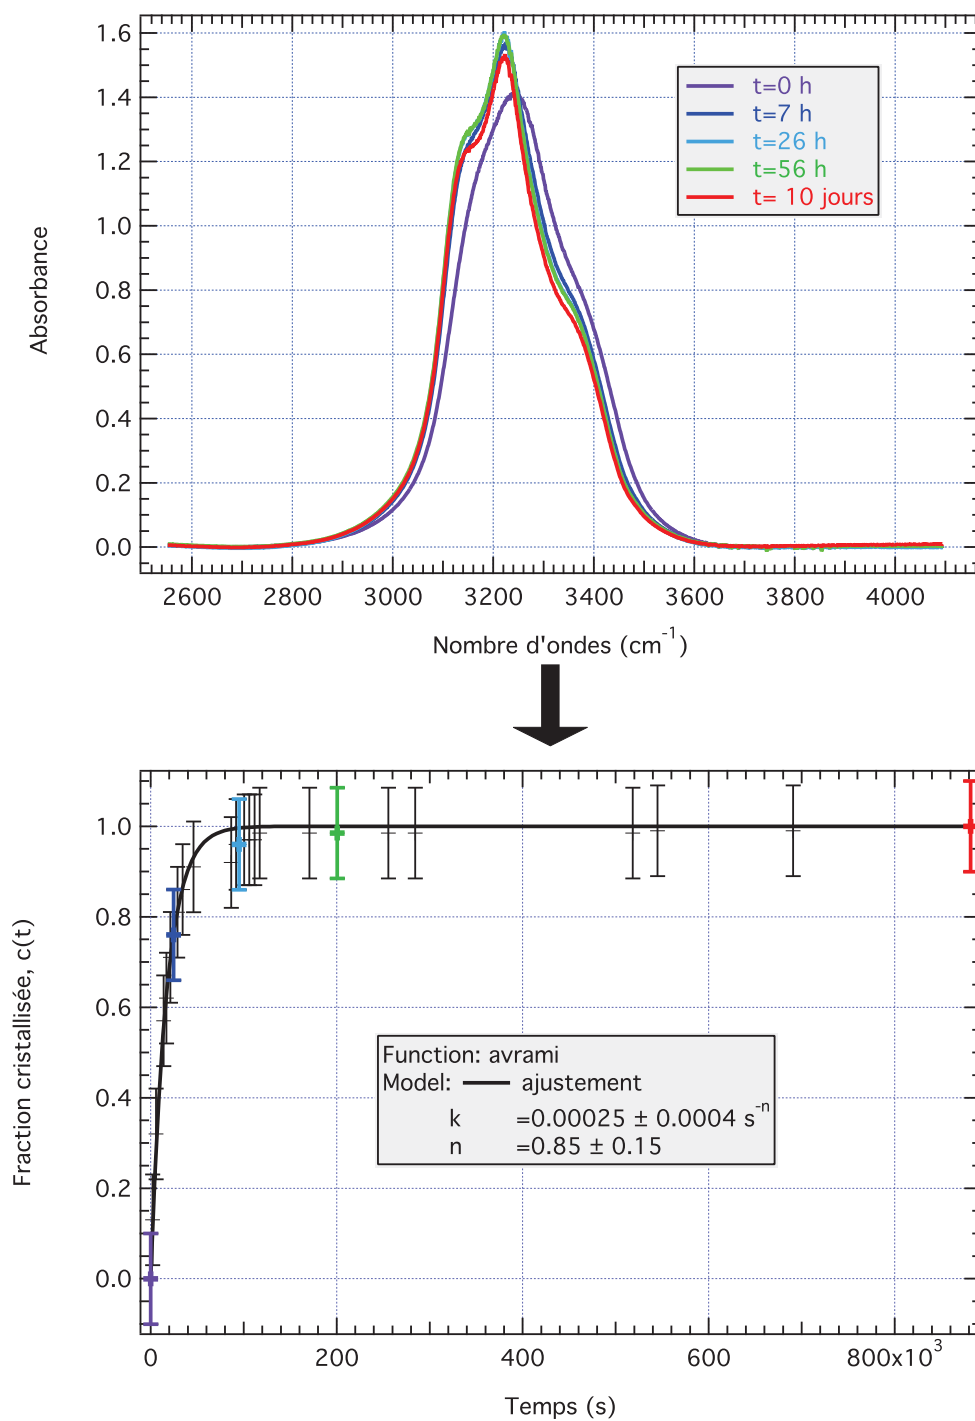 1.6
1.4
1.2
1.0
0.8
0.6
0.4
0.2
0.0
Absorbance
t=0 h
t=7 h
t=26 h
t=56 h
t= 10 jours
2600 2800 3000 3200 3400 3600 3800 4000
Nombre d'ondes (cm⁻¹)
1.0
0.8
0.6
0.4
0.2
0.0
Fraction cristallisée, c(t)
Function: avrami
Model: ajustement
k =0.00025 ± 0.0004 s⁻ⁿ
n =0.85 ± 0.15
0 200 400 600 800x10³
Temps (s)